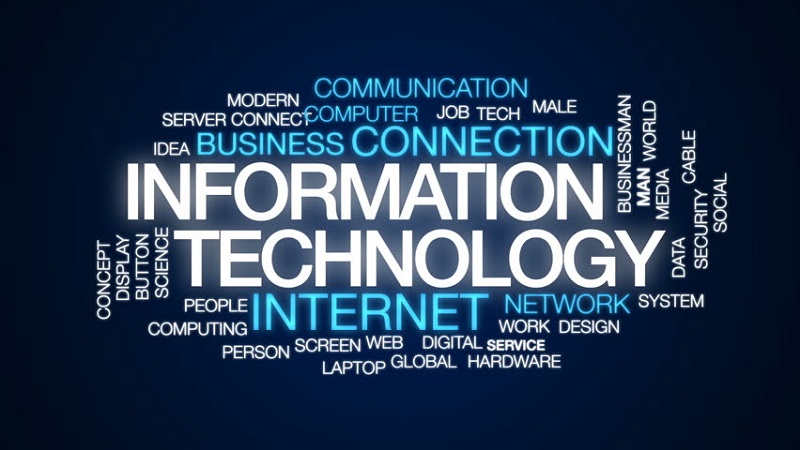 COMMUNICATION
MODERN
SERVER CONNECT
COMPUTER
JOB
TECH
MALE
IDEA
BUSINESS
CONNECTION
INFORMATION
TECHNOLOGY
BUSINESSMAN
MAN
WORLD
MEDIA
CABLE
DATA
SECURITY
SOCIAL
CONCEPT
DISPLAY
BUTTON
SCIENCE
PEOPLE
INTERNET
NETWORK
SYSTEM
COMPUTING
WORK
DESIGN
PERSON
SCREEN
WEB
DIGITAL
SERVICE
LAPTOP
GLOBAL
HARDWARE